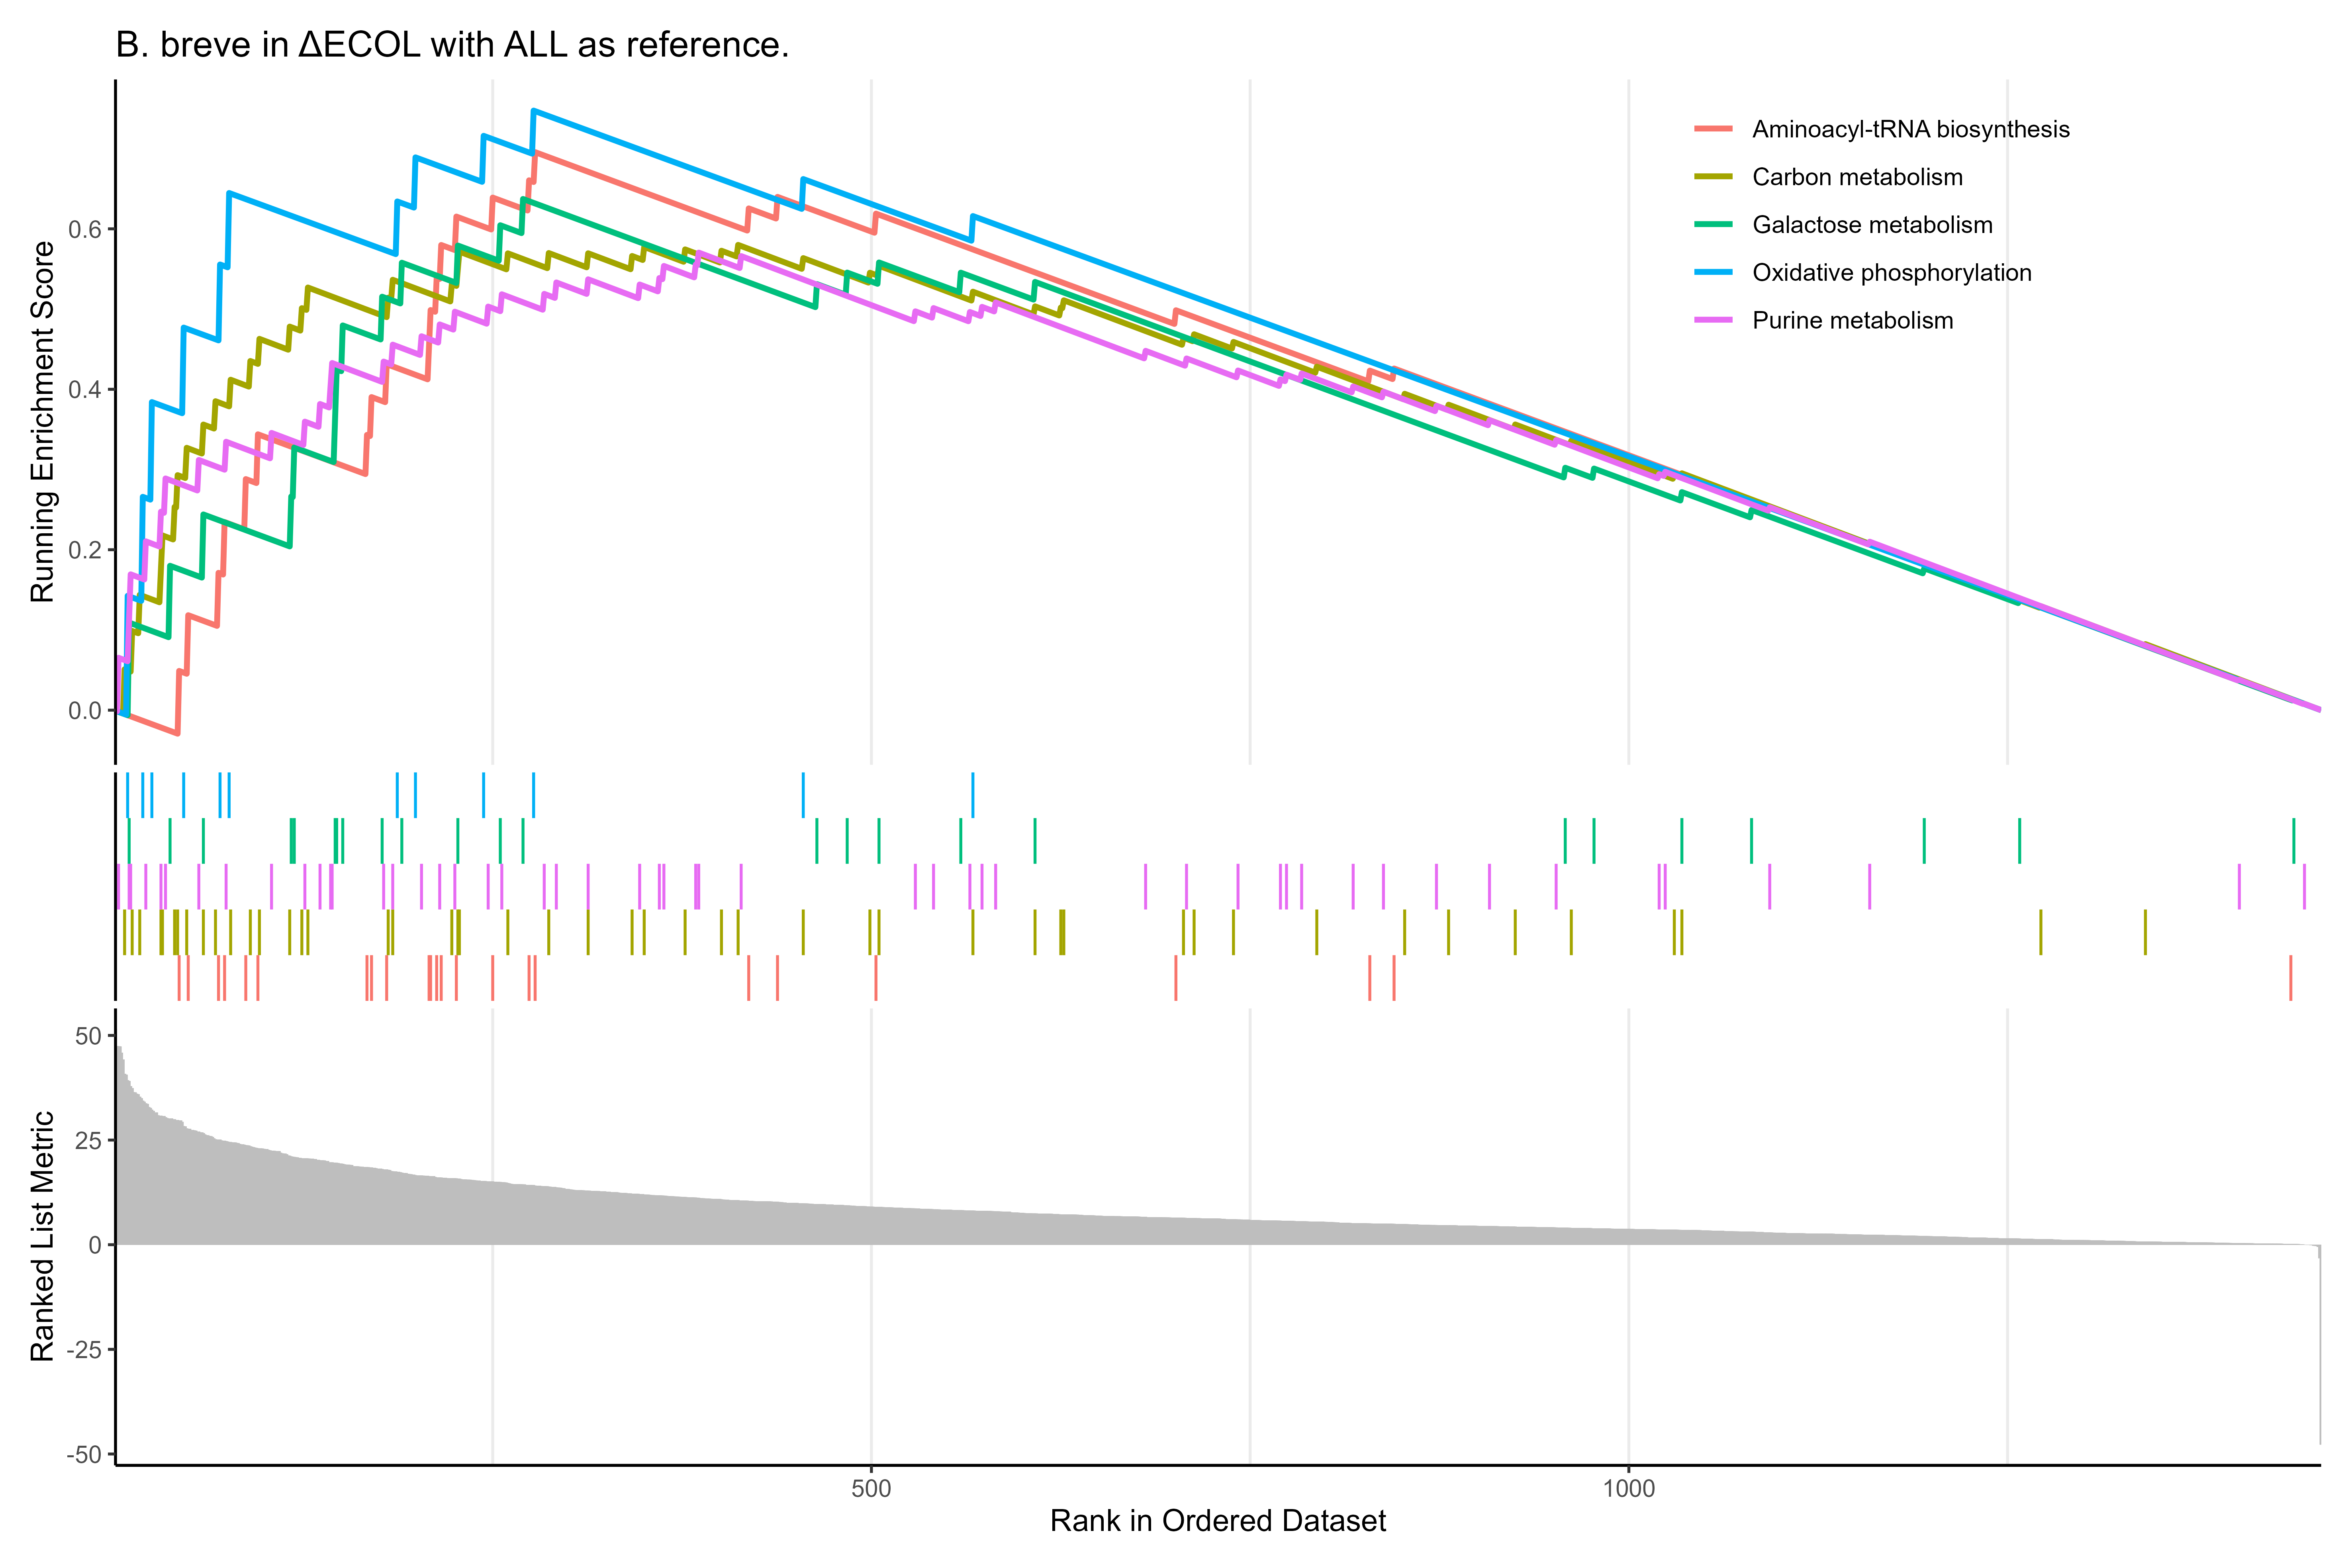 B. breve in ΔECOL with ALL as reference.
Running Enrichment Score
0.6
0.4
0.2
0.0
Aminoacyl-tRNA biosynthesis
Carbon metabolism
Galactose metabolism
Oxidative phosphorylation
Purine metabolism
Ranked List Metric
50
25
0
-25
-50
500
1000
Rank in Ordered Dataset